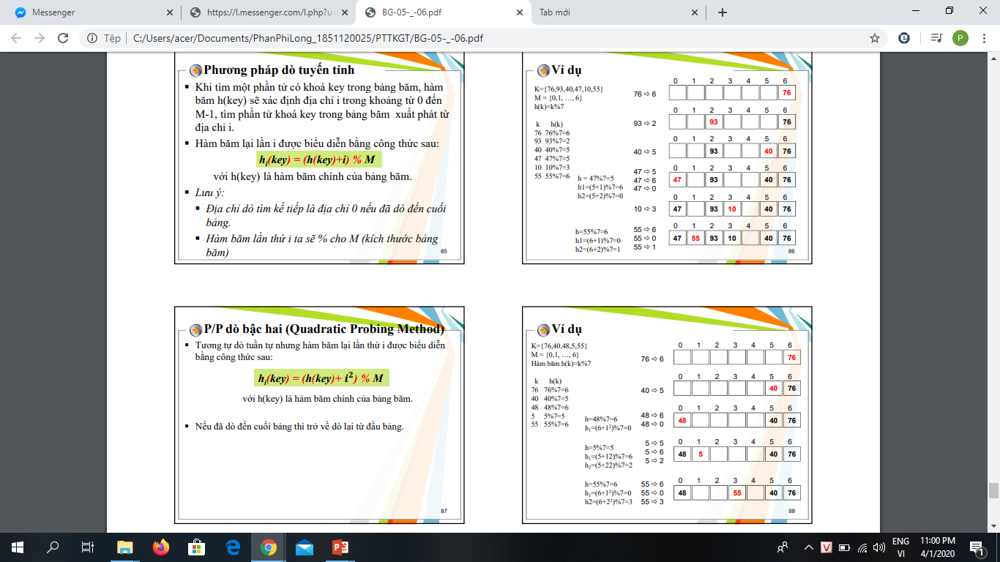 Messenger
https://l.messenger.com/l.php?u=
BG-05-_-06.pdf
Tab mới
Tệp
C:/Users/acer/Documents/PhanPhiLong_1851120025/PTTKGT/BG-05-_-06.pdf
P
Phương pháp dò tuyến tính
Khi tìm một phần tử có khoá key trong bảng băm, hàm
băm h(key) sẽ xác định địa chỉ i trong khoảng từ 0 đến
M-1, tìm phần tử khoá key trong bảng băm xuất phát từ
địa chỉ i.
Hàm băm lại lần i được biểu diễn bằng công thức sau:
hᵢ(key) = (h(key)+i) % M
với h(key) là hàm băm chính của bảng băm.
Lưu ý:
Địa chỉ dò tìm kế tiếp là địa chỉ 0 nếu đã dò đến cuối
bảng.
Hàm băm lần thứ i ta sẽ % cho M (kích thước bảng
băm)
85
Ví dụ
K={76,93,40,47,10,55}
M = {0,1, …, 6}
h(k)=k%7
k h(k)
76 76%7=6
93 93%7=2
40 40%7=5
47 47%7=5
10 10%7=3
55 55%7=6
h = 47%7=5
h1=(5+1)%7=6
h2=(5+2)%7=0
h=55%7=6
h1=(6+1)%7=0
h2=(6+2)%7=1
0 1 2 3 4 5 6
76 ⇨ 6
76
0 1 2 3 4 5 6
93 ⇨ 2
93 76
0 1 2 3 4 5 6
40 ⇨ 5
93 40 76
47 ⇨ 5
47 ⇨ 6
47 ⇨ 0
0 1 2 3 4 5 6
47 93 40 76
0 1 2 3 4 5 6
10 ⇨ 3
47 93 10 40 76
55 ⇨ 6
55 ⇨ 0
55 ⇨ 1
0 1 2 3 4 5 6
47 55 93 10 40 76
86
P/P dò bậc hai (Quadratic Probing Method)
Tương tự dò tuần tự nhưng hàm băm lại lần thứ i được biểu diễn
bằng công thức sau:
hᵢ(key) = (h(key)+ i²) % M
với h(key) là hàm băm chính của bảng băm.
Nếu đã dò đến cuối bảng thì trở về dò lại từ đầu bảng.
87
Ví dụ
K={76,40,48,5,55}
M = {0,1, …, 6}
Hàm băm h(k)=k%7
k h(k)
76 76%7=6
40 40%7=5
48 48%7=6
5 5%7=5
55 55%7=6
h=48%7=6
h₁=(6+1²)%7=0
h=5%7=5
h₁=(5+12)%7=6
h₂=(5+22)%7=2
h=55%7=6
h₁=(6+1²)%7=0
h2=(6+2²)%7=3
0 1 2 3 4 5 6
76 ⇨ 6
76
0 1 2 3 4 5 6
40 ⇨ 5
40 76
0 1 2 3 4 5 6
48 ⇨ 6
48 ⇨ 0
48 40 76
0 1 2 3 4 5 6
5 ⇨ 5
5 ⇨ 6
5 ⇨ 2
48 5 40 76
0 1 2 3 4 5 6
55 ⇨ 6
55 ⇨ 0
55 ⇨ 3
48 55 40 76
88
V
ENG
VI
11:00 PM
4/1/2020
1